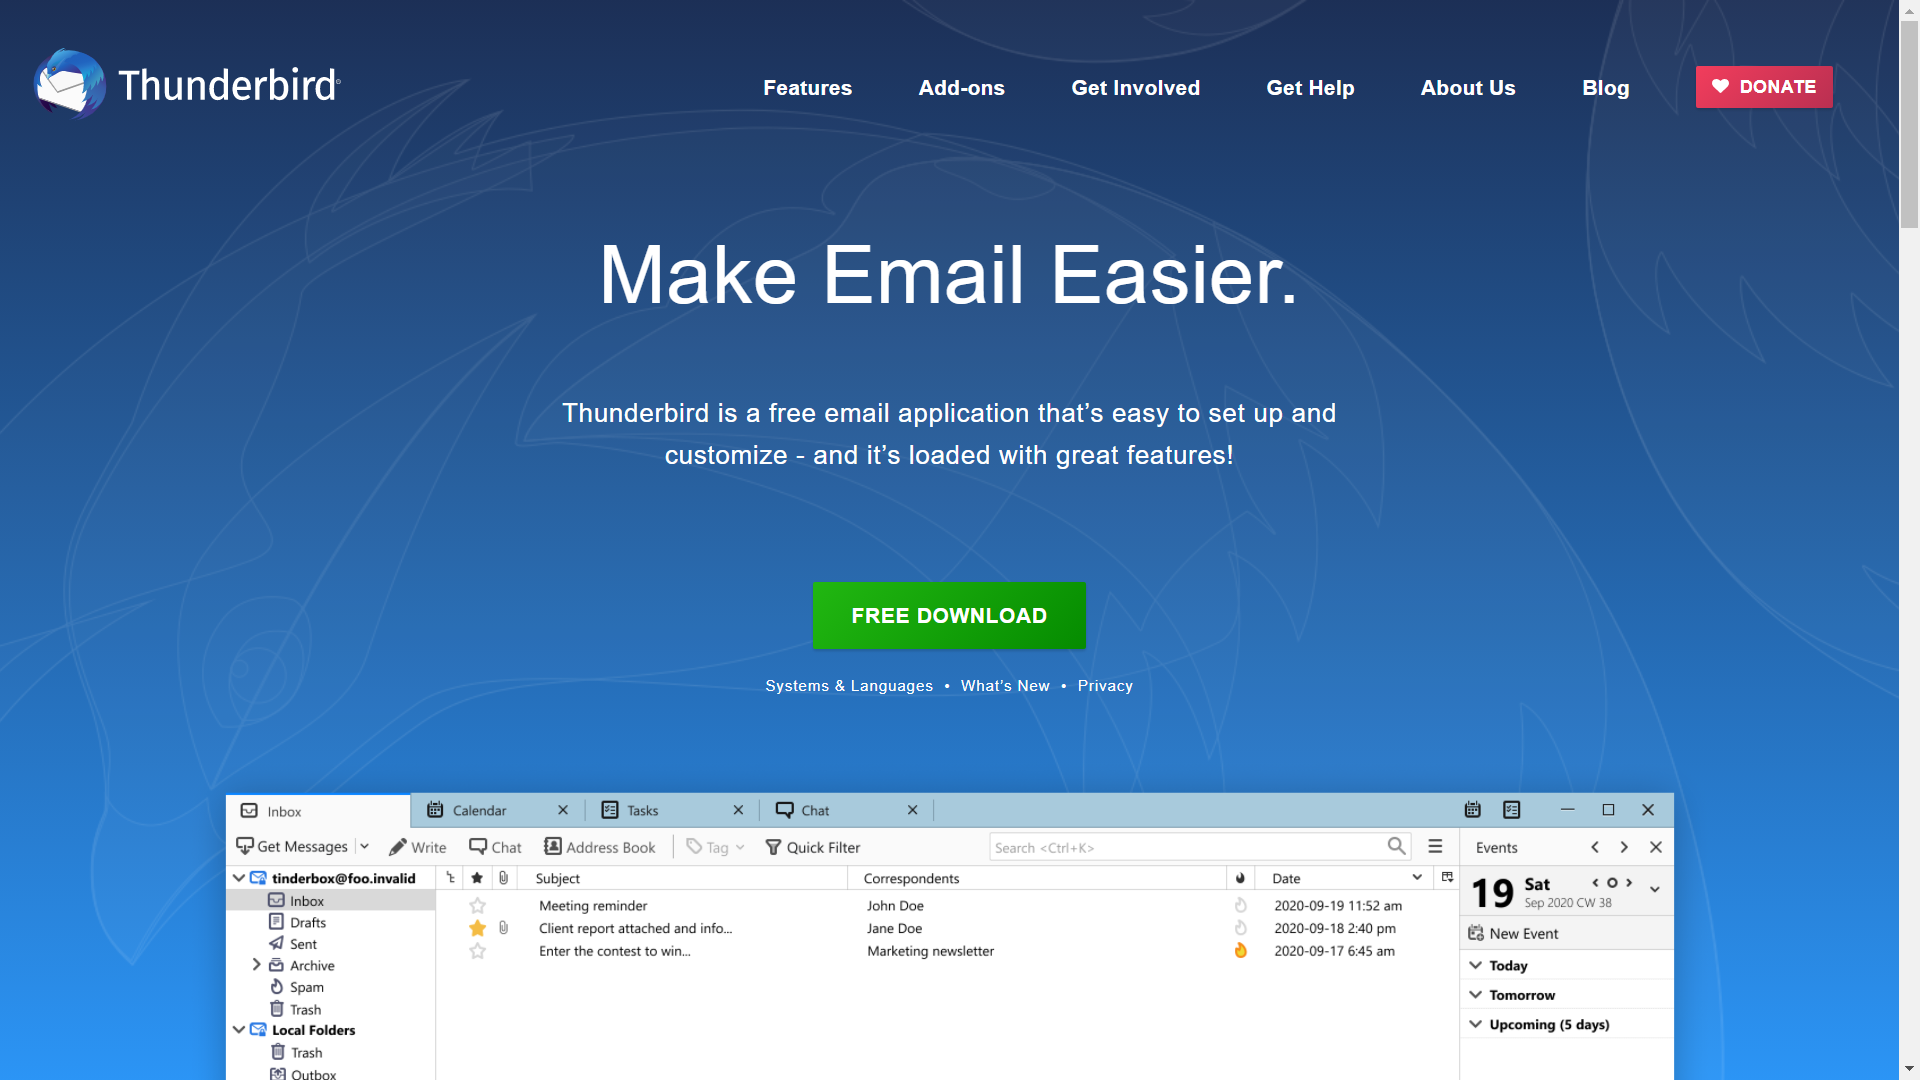 Thunderbird
Features
Add-ons
Get Involved
Get Help
About Us
Blog
DONATE
Make Email Easier.
Thunderbird is a free email application that’s easy to set up and
customize - and it’s loaded with great features!
FREE DOWNLOAD
Systems & Languages • What’s New • Privacy
Inbox
Calendar
Tasks
Chat
Get Messages
Write
Chat
Address Book
Tag
Quick Filter
Search <Ctrl+K>
Events
tinderbox@foo.invalid
Inbox
Drafts
Sent
Archive
Spam
Trash
Local Folders
Trash
Outbox
Subject Correspondents Date
Meeting reminder John Doe 2020-09-19 11:52 am
Client report attached and info... Jane Doe 2020-09-18 2:40 pm
Enter the contest to win... Marketing newsletter 2020-09-17 6:45 am
19 Sat
Sep 2020 CW 38
New Event
Today
Tomorrow
Upcoming (5 days)